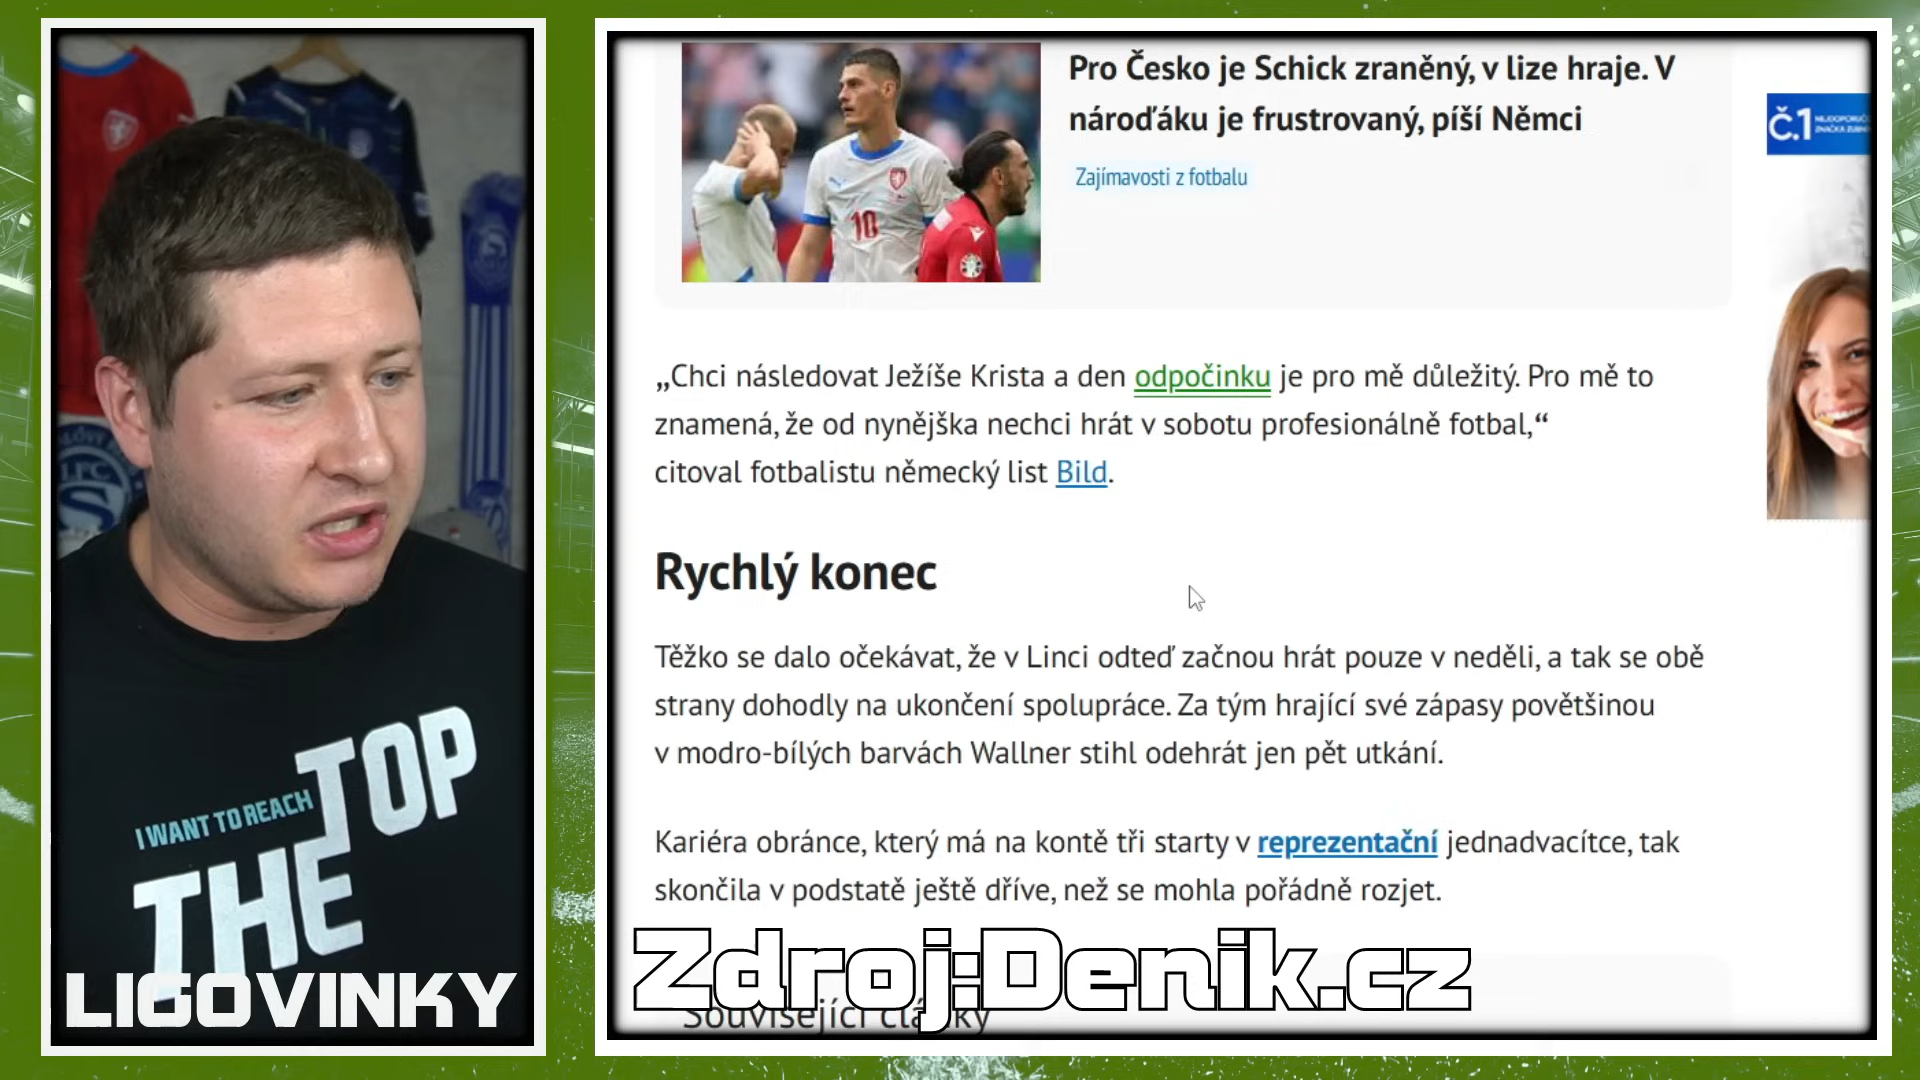 Pro Česko je Schick zraněný, v lize hraje. V
nároďáku je frustrovaný, píší Němci
Zajímavosti z fotbalu
10
Č.1
„Chci následovat Ježíše Krista a den odpočinku je pro mě důležitý. Pro mě to
znamená, že od nynějška nechci hrát v sobotu profesionálně fotbal,“
citoval fotbalistu německý list Bild.
Rychlý konec
Těžko se dalo očekávat, že v Linci odteď začnou hrát pouze v neděli, a tak se obě
strany dohodly na ukončení spolupráce. Za tým hrající své zápasy povětšinou
v modro-bílých barvách Wallner stihl odehrát jen pět utkání.
Kariéra obránce, který má na kontě tři starty v reprezentační jednadvacítce, tak
skončila v podstatě ještě dříve, než se mohla pořádně rozjet.
Zdroj:Denik.cz
Související
I WANT TO REACH
THE
TOP
LIGOVINKY